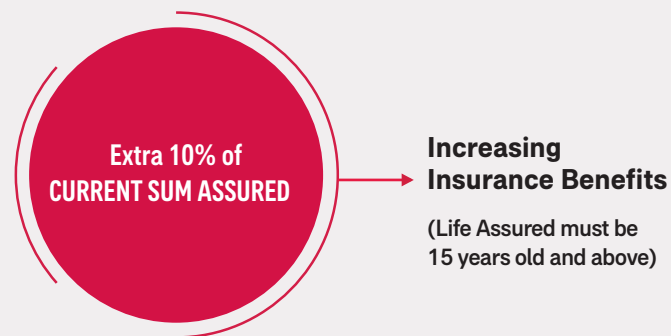 Extra 10% of
CURRENT SUM ASSURED
Increasing
Insurance Benefits
(Life Assured must be
15 years old and above)